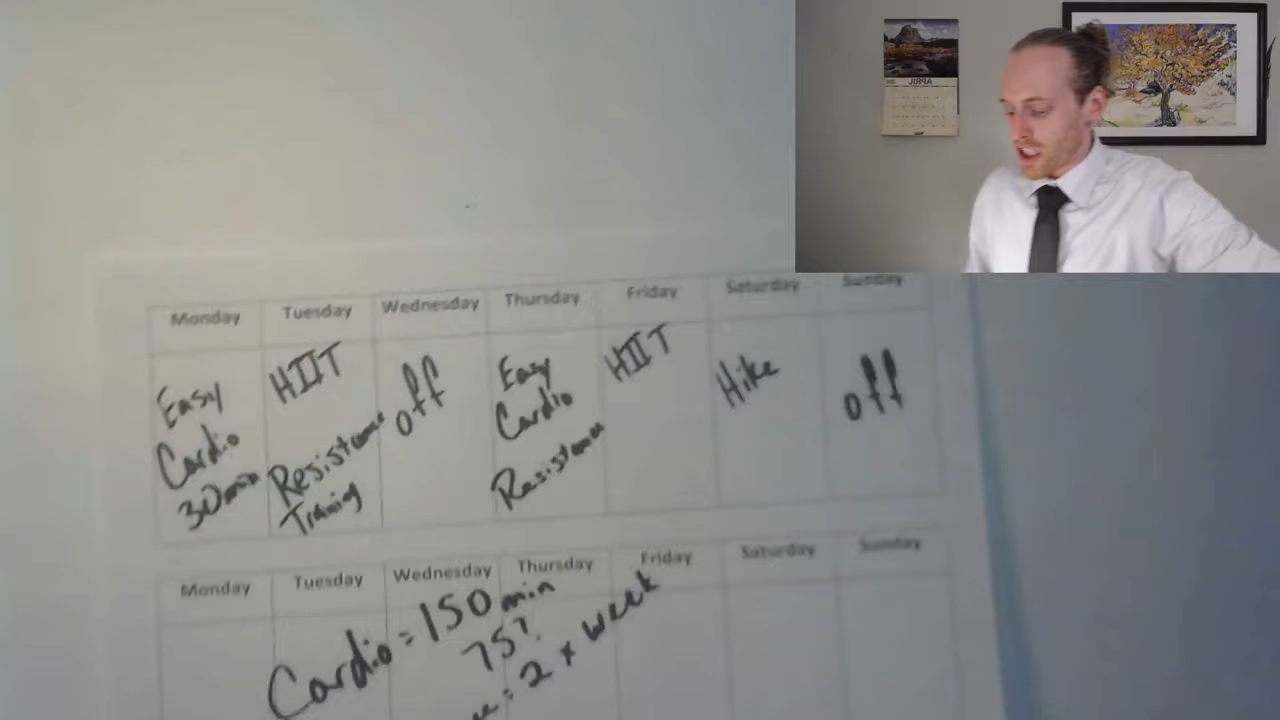 APRIL
Monday Tuesday Wednesday Thursday Friday Saturday Sunday
Easy
Cardio
30min
HIIT
Resistance
Training
off
Easy
Cardio
Resistance
HIIT
Hike
off
Monday Tuesday Wednesday Thursday Friday Saturday Sunday
Cardio = 150 min
75
= 2 x week